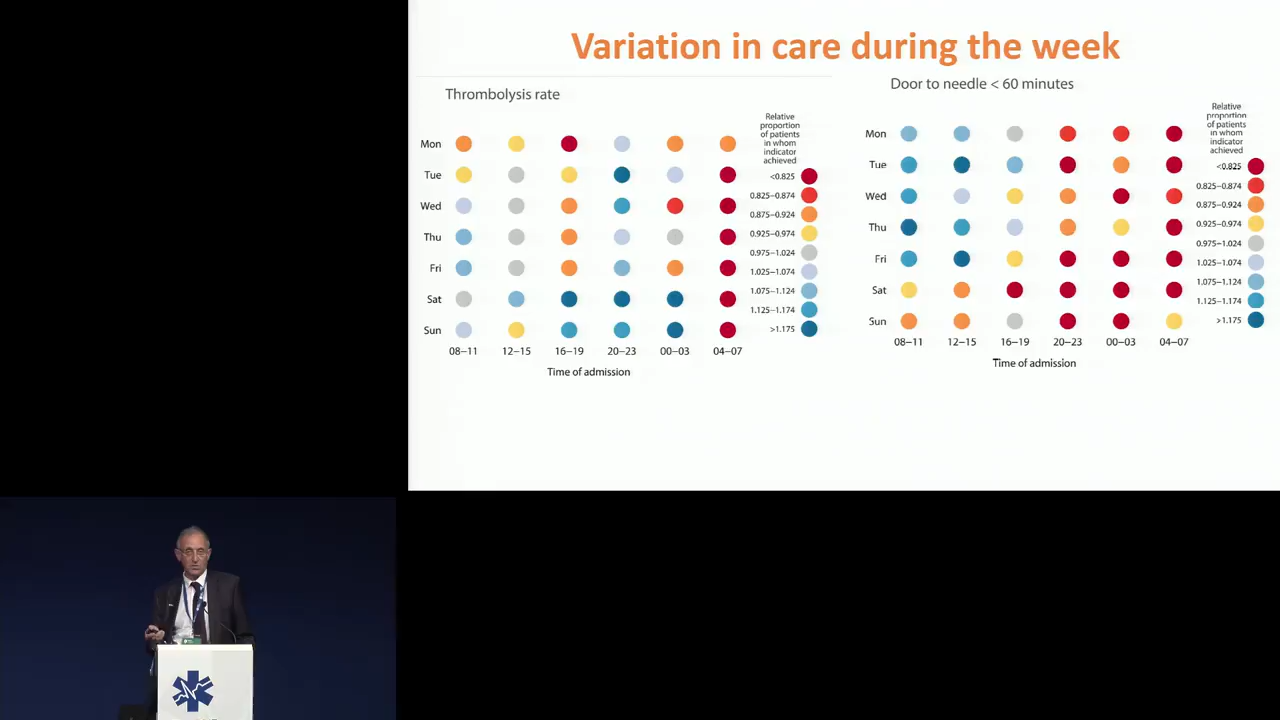 Variation in care during the week
Thrombolysis rate
Relative
proportion
of patients
in whom
indicator
achieved
Mon
Tue
Wed
Thu
Fri
Sat
Sun
<0.825
0.825–0.874
0.875–0.924
0.925–0.974
0.975–1.024
1.025–1.074
1.075–1.124
1.125–1.174
>1.175
08–11 12–15 16–19 20–23 00–03 04–07
Time of admission
Door to needle < 60 minutes
Relative
proportion
of patients
in whom
indicator
achieved
Mon
Tue
Wed
Thu
Fri
Sat
Sun
<0.825
0.825–0.874
0.875–0.924
0.925–0.974
0.975–1.024
1.025–1.074
1.075–1.124
1.125–1.174
>1.175
08–11 12–15 16–19 20–23 00–03 04–07
Time of admission